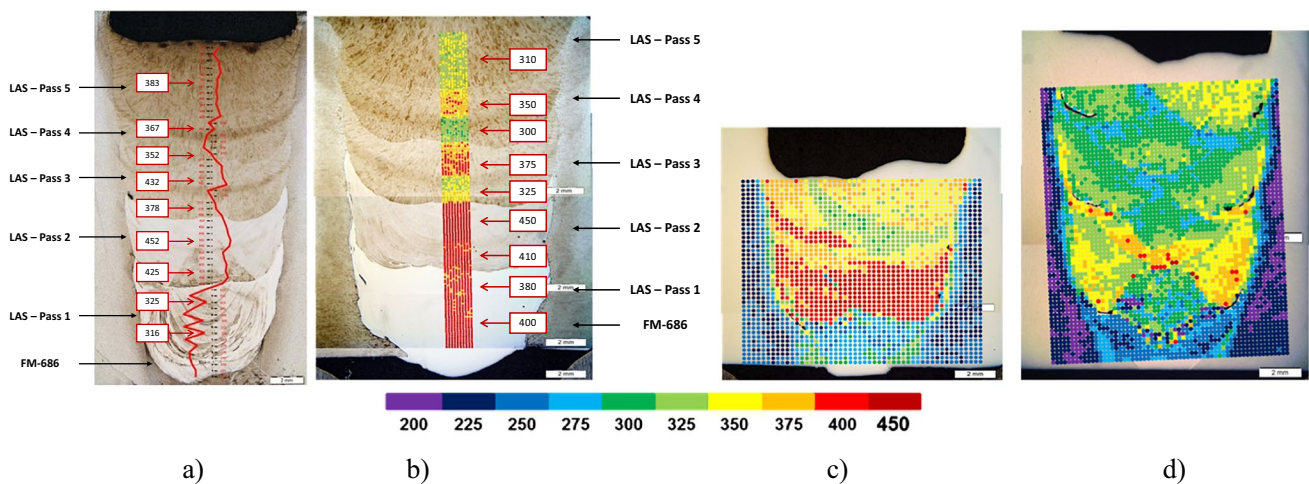 LAS – Pass 5
LAS – Pass 4
LAS – Pass 3
LAS – Pass 2
LAS – Pass 1
FM-686
383
367
352
432
378
452
425
325
316
2 mm
310
350
300
375
325
450
410
380
400
2 mm
2 mm
2 mm
LAS – Pass 5
LAS – Pass 4
LAS – Pass 3
LAS – Pass 2
LAS – Pass 1
FM-686
2 mm
2 mm
200 225 250 275 300 325 350 375 400 450
a) b) c) d)